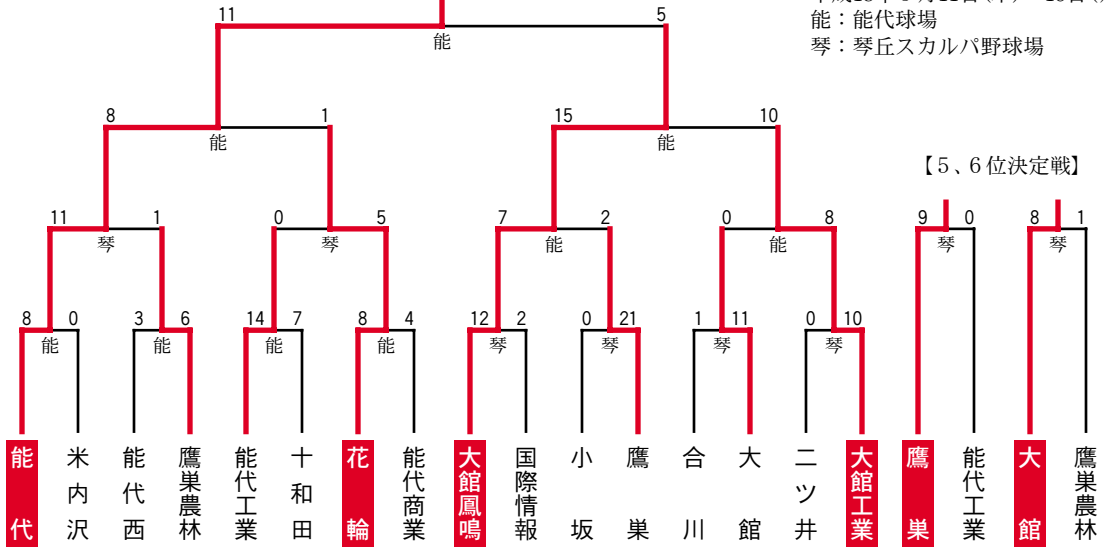 11 5
能
能：能代球場
琴：琴丘スカルパ野球場
8 1 15 10
能 能
【５、６位決定戦】
11 1 0 5 7 2 0 8 9 0 8 1
琴 琴 能 能 琴 琴
8 0 3 6 14 7 8 4 12 2 0 21 1 11 0 10
能 能 能 能 琴 琴 琴 琴
能代
米内沢
能代西
鷹巣農林
能代工業
十和田
花輪
能代商業
大館鳳鳴
国際情報
小坂
鷹巣
合川
大館
二ツ井
大館工業
鷹巣
能代工業
大館
鷹巣農林